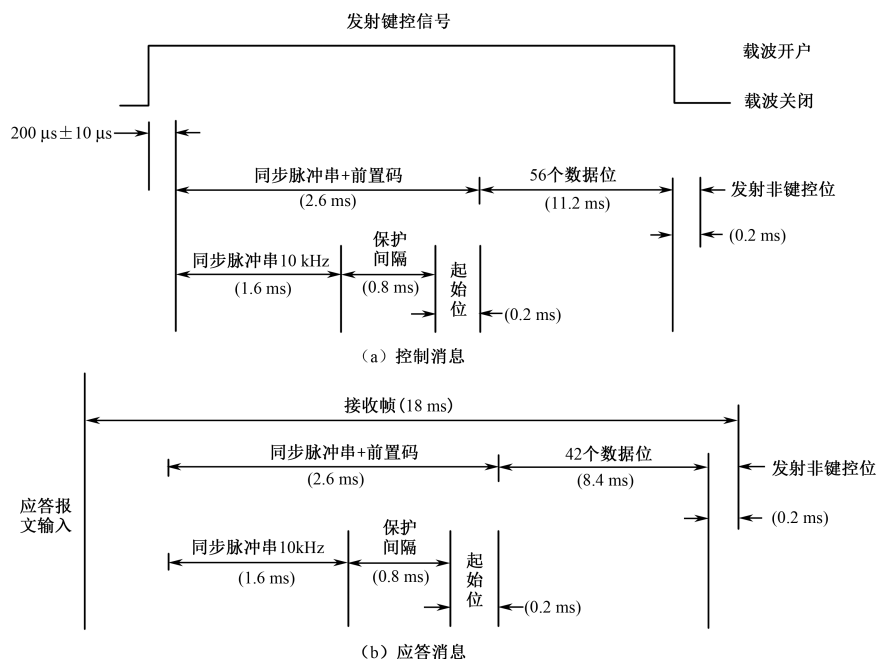 发射键控信号
载波开户
载波关闭
200 μs±10 μs
同步脉冲串+前置码
(2.6 ms)
56个数据位
(11.2 ms)
发射非键控位
(0.2 ms)
同步脉冲串10 kHz
(1.6 ms)
保护
间隔
(0.8 ms)
起
始
位
(0.2 ms)
(a)控制消息
接收帧(18 ms)
同步脉冲串+前置码
(2.6 ms)
42个数据位
(8.4 ms)
发射非键控位
(0.2 ms)
应答报
文输入
同步脉冲串10kHz
(1.6 ms)
保护
间隔
(0.8 ms)
起
始
位
(0.2 ms)
(b)应答消息